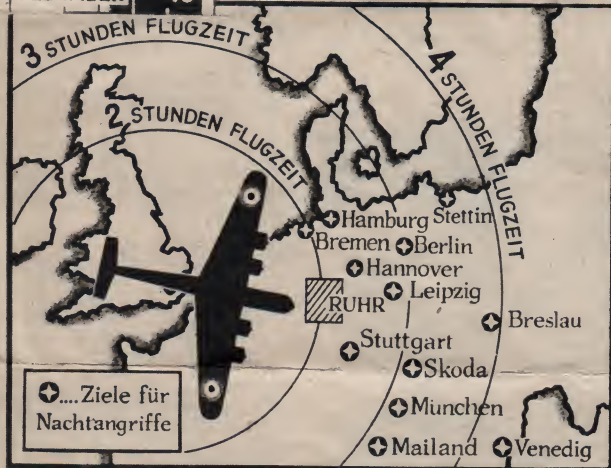 3 STUNDEN FLUGZEIT
2 STUNDEN FLUGZEIT
4 STUNDEN FLUGZEIT
Hamburg
Stettin
Bremen
Berlin
Hannover
RUHR
Leipzig
Breslau
Stuttgart
Skoda
München
Mailand
Venedig
....Ziele für
Nachtangriffe